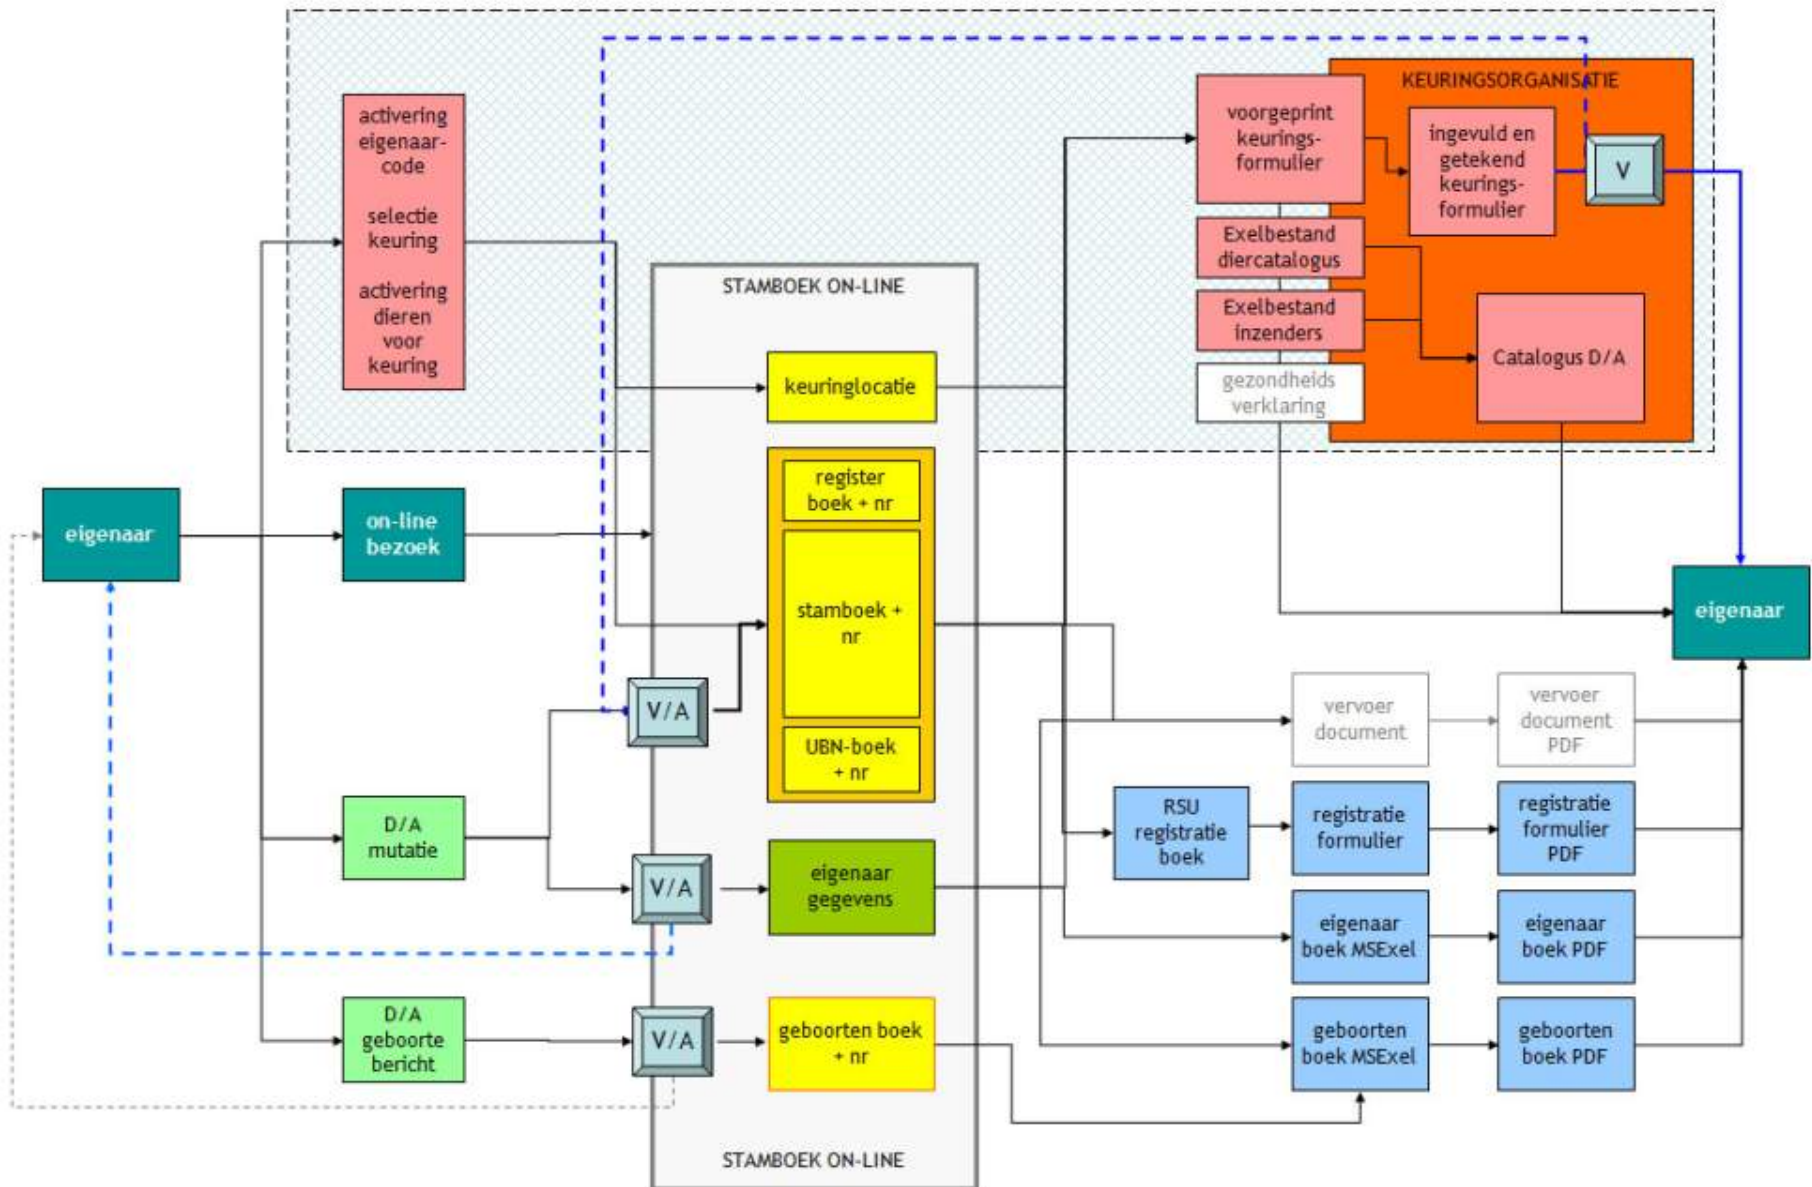 KEURINGSORGANISATIE
activering
eigenaar-
code
selectie
keuring
activering
dieren
voor
keuring
voorgeprint
keurings-
formulier
ingevuld en
getekend
keurings-
formulier
V
Exelbestand
diercatalogus
Exelbestand
inzenders
gezondheids
verklaring
Catalogus D/A
STAMBOEK ON-LINE
keuringlocatie
register
boek + nr
stamboek +
nr
UBN-boek
+ nr
eigenaar
on-line
bezoek
eigenaar
V/A
D/A
mutatie
V/A
eigenaar
gegevens
D/A
geboorte
bericht
V/A
geboorten boek
+ nr
vervoer
document
vervoer
document
PDF
RSU
registratie
boek
registratie
formulier
registratie
formulier
PDF
eigenaar
boek MSExel
eigenaar
boek PDF
geboorten
boek MSExel
geboorten
boek PDF
STAMBOEK ON-LINE